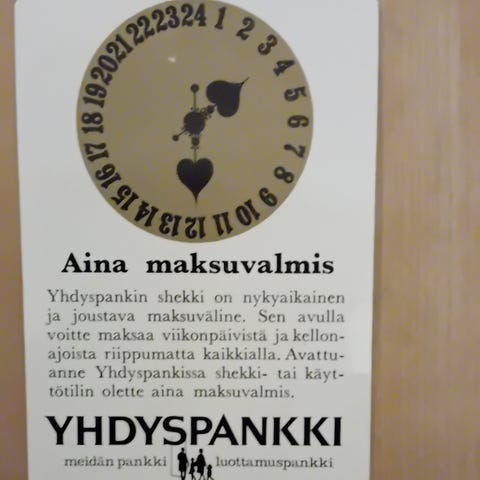 1 2 3 4 5 6 7 8 9 10 11 12 13 14 15 16 17 18 19 20 21 22 23 24
Aina maksuvalmis
Yhdyspankin shekki on nykyaikainen
ja joustava maksuväline. Sen avulla
voitte maksaa viikonpäivistä ja kellon-
ajoista riippumatta kaikkialla. Avattu-
anne Yhdyspankissa shekki- tai käyt-
tötilin olette aina maksuvalmis.
YHDYSPANKKI
meidän pankki luottamuspankki